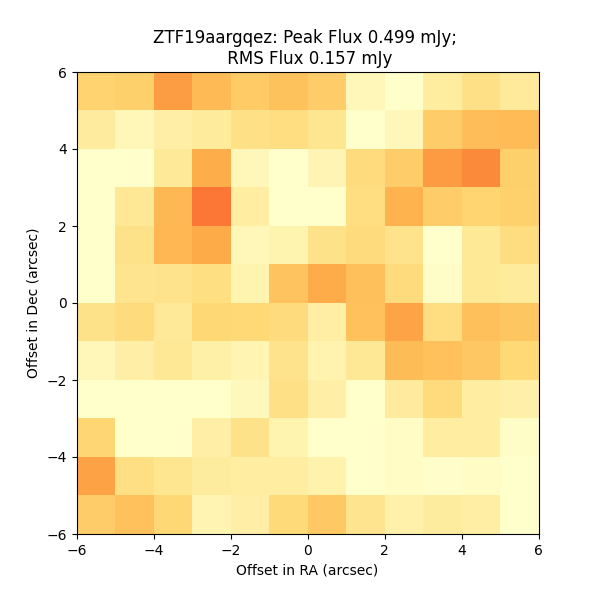 ZTF19aargqez: Peak Flux 0.499 mJy;
RMS Flux 0.157 mJy
6
4
2
0
−2
−4
−6
Offset in Dec (arcsec)
−6 −4 −2 0 2 4 6
Offset in RA (arcsec)